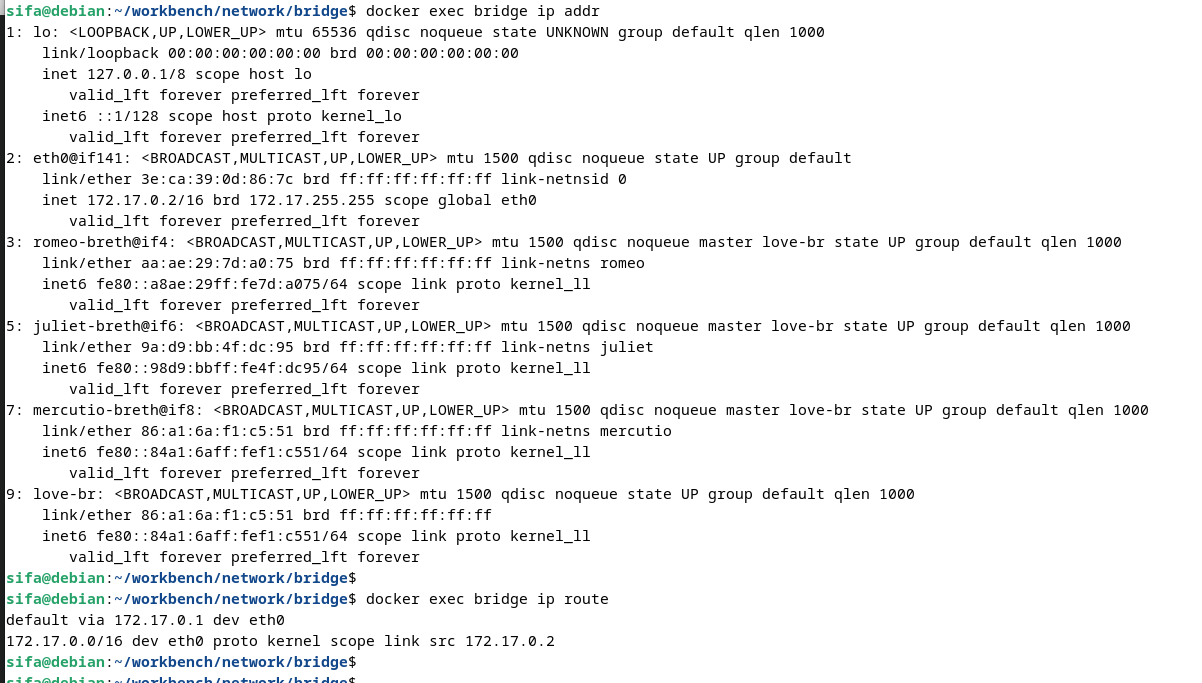 sifa@debian:~/workbench/network/bridge$ docker exec bridge ip addr
1: lo: <LOOPBACK,UP,LOWER_UP> mtu 65536 qdisc noqueue state UNKNOWN group default qlen 1000
    link/loopback 00:00:00:00:00:00 brd 00:00:00:00:00:00
    inet 127.0.0.1/8 scope host lo
       valid_lft forever preferred_lft forever
    inet6 ::1/128 scope host proto kernel_lo
       valid_lft forever preferred_lft forever
2: eth0@if141: <BROADCAST,MULTICAST,UP,LOWER_UP> mtu 1500 qdisc noqueue state UP group default
    link/ether 3e:ca:39:0d:86:7c brd ff:ff:ff:ff:ff:ff link-netnsid 0
    inet 172.17.0.2/16 brd 172.17.255.255 scope global eth0
       valid_lft forever preferred_lft forever
3: romeo-breth@if4: <BROADCAST,MULTICAST,UP,LOWER_UP> mtu 1500 qdisc noqueue master love-br state UP group default qlen 1000
    link/ether aa:ae:29:7d:a0:75 brd ff:ff:ff:ff:ff:ff link-netns romeo
    inet6 fe80::a8ae:29ff:fe7d:a075/64 scope link proto kernel_ll
       valid_lft forever preferred_lft forever
5: juliet-breth@if6: <BROADCAST,MULTICAST,UP,LOWER_UP> mtu 1500 qdisc noqueue master love-br state UP group default qlen 1000
    link/ether 9a:d9:bb:4f:dc:95 brd ff:ff:ff:ff:ff:ff link-netns juliet
    inet6 fe80::98d9:bbff:fe4f:dc95/64 scope link proto kernel_ll
       valid_lft forever preferred_lft forever
7: mercutio-breth@if8: <BROADCAST,MULTICAST,UP,LOWER_UP> mtu 1500 qdisc noqueue master love-br state UP group default qlen 1000
    link/ether 86:a1:6a:f1:c5:51 brd ff:ff:ff:ff:ff:ff link-netns mercutio
    inet6 fe80::84a1:6aff:fef1:c551/64 scope link proto kernel_ll
       valid_lft forever preferred_lft forever
9: love-br: <BROADCAST,MULTICAST,UP,LOWER_UP> mtu 1500 qdisc noqueue state UP group default qlen 1000
    link/ether 86:a1:6a:f1:c5:51 brd ff:ff:ff:ff:ff:ff
    inet6 fe80::84a1:6aff:fef1:c551/64 scope link proto kernel_ll
       valid_lft forever preferred_lft forever
sifa@debian:~/workbench/network/bridge$
sifa@debian:~/workbench/network/bridge$ docker exec bridge ip route
default via 172.17.0.1 dev eth0
172.17.0.0/16 dev eth0 proto kernel scope link src 172.17.0.2
sifa@debian:~/workbench/network/bridge$
sifa@debian:~/workbench/network/bridge$